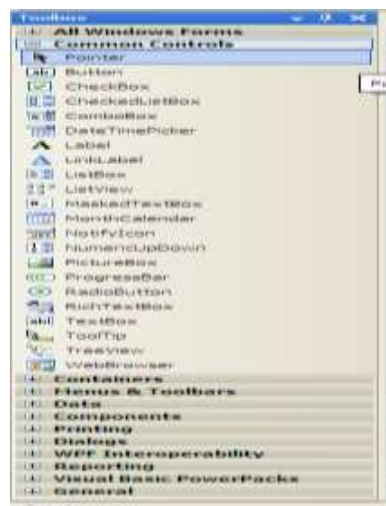 Toolbox
All Windows Forms
Common Controls
Pointer
Button
CheckBox
CheckedListBox
ComboBox
DateTimePicker
Label
LinkLabel
ListBox
ListView
MaskedTextBox
MonthCalendar
NotifyIcon
NumericUpDown
PictureBox
ProgressBar
RadioButton
RichTextBox
TextBox
ToolTip
TreeView
WebBrowser
Containers
Menus & Toolbars
Data
Components
Printing
Dialogs
WPF Interoperability
Reporting
Visual Basic PowerPacks
General